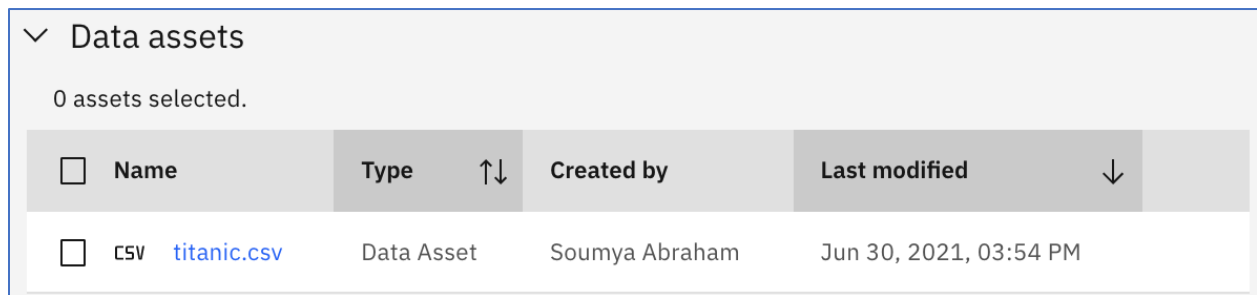 Data assets
0 assets selected.
Name Type Created by Last modified
CSV titanic.csv Data Asset Soumya Abraham Jun 30, 2021, 03:54 PM